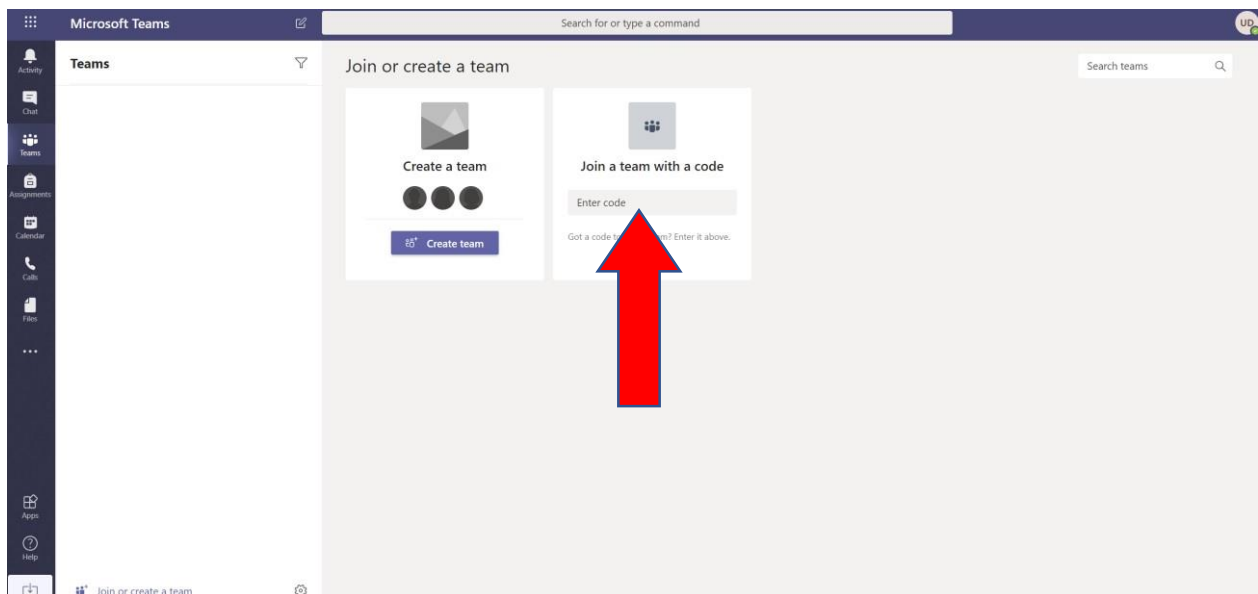 Microsoft Teams
Search for or type a command
UD
Activity
Chat
Teams
Assignments
Calendar
Calls
Files
Apps
Help
Teams
Join or create a team
Join or create a team
Search teams
Create a team
Create team
Join a team with a code
Enter code
Got a code to m? Enter it above.